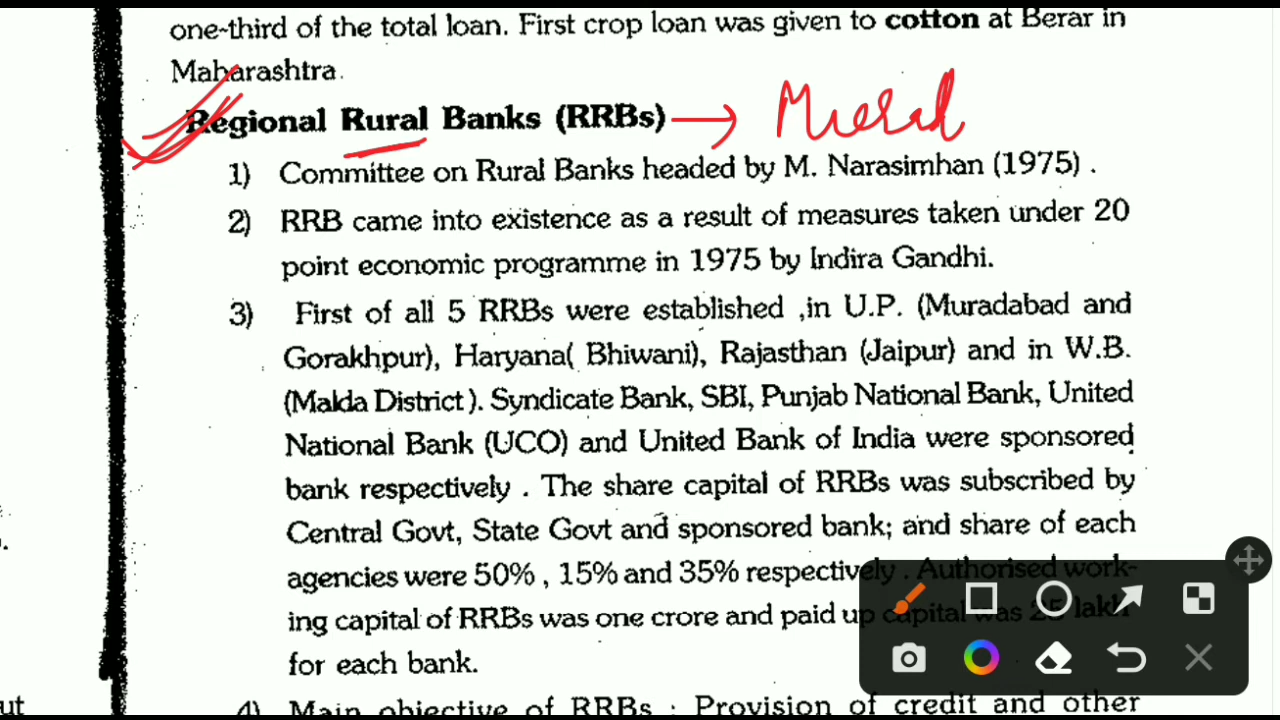 one-third of the total loan. First crop loan was given to cotton at Berar in
Maharashtra.
Regional Rural Banks (RRBs)
1) Committee on Rural Banks headed by M. Narasimhan (1975) .
2) RRB came into existence as a result of measures taken under 20
point economic programme in 1975 by Indira Gandhi.
3) First of all 5 RRBs were established ,in U.P. (Muradabad and
Gorakhpur), Haryana( Bhiwani), Rajasthan (Jaipur) and in W.B.
(Malda District ). Syndicate Bank, SBI, Punjab National Bank, United
National Bank (UCO) and United Bank of India were sponsored
bank respectively . The share capital of RRBs was subscribed by
Central Govt, State Govt and sponsored bank; and share of each
agencies were 50% , 15% and 35% respectively . Authorised work-
ing capital of RRBs was one crore and paid up capital was 25 lakh
for each bank.
4) Main objective of RRBs : Provision of credit and other